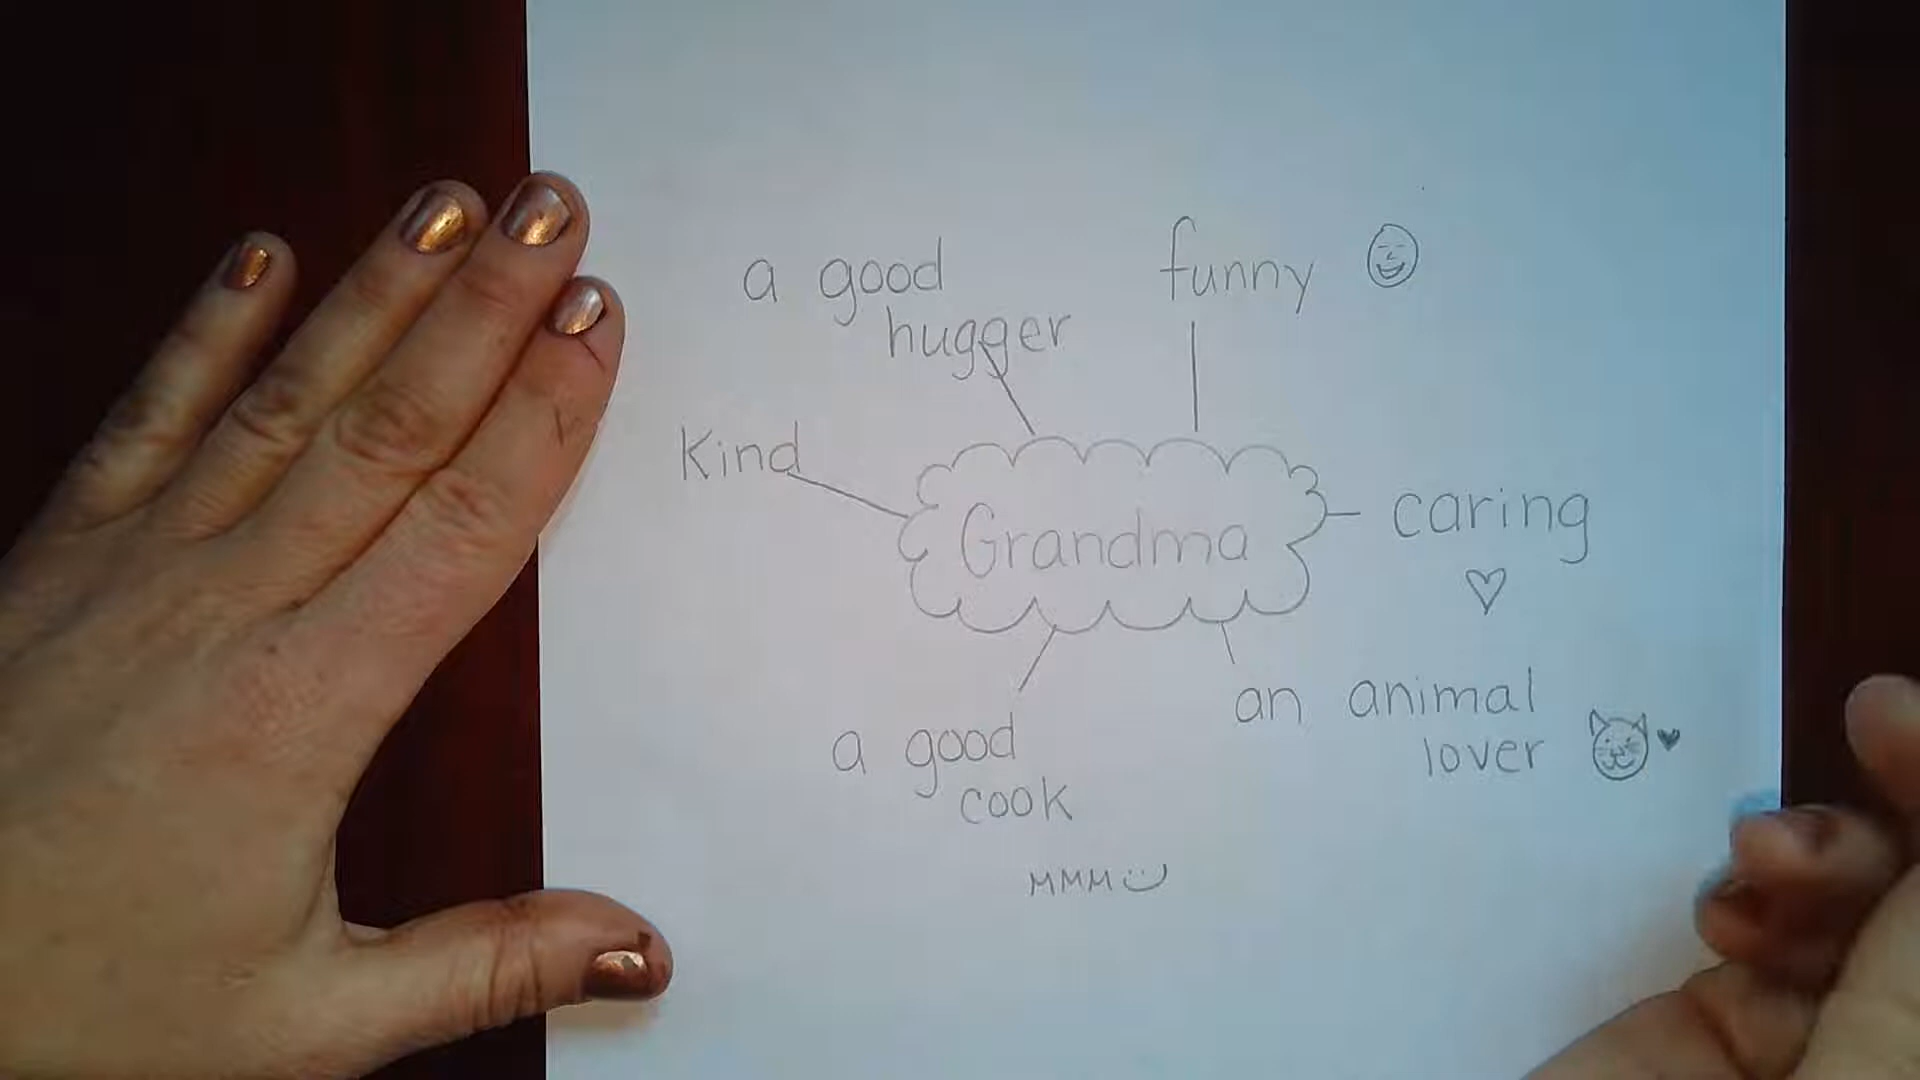 a good
hugger
funny
Kind
Grandma
caring
a good
cook
an animal
lover
MMM